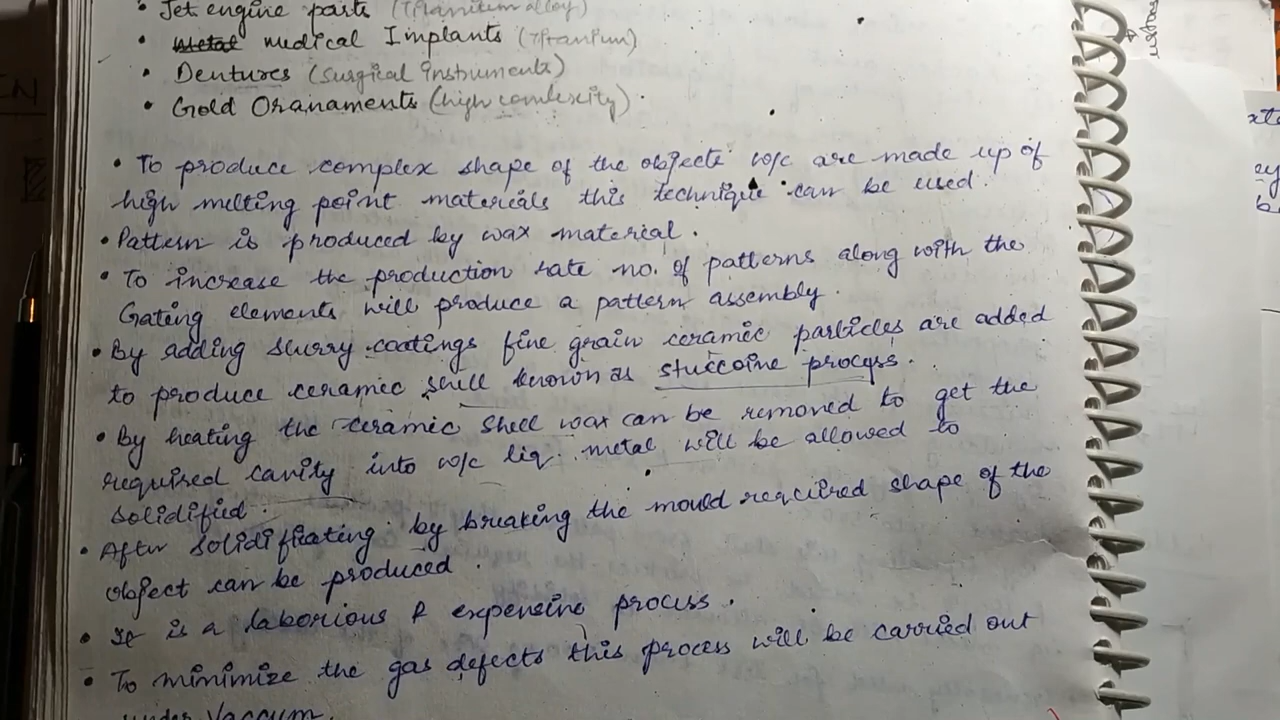 • Jet engine parts (Titanium alloy)
• Metal medical Implants (Titanium)
• Dentures (Surgical instruments)
• Gold Oranaments (high comlexity)
• To produce complex shape of the objects w/c are made up of
high melting point materials this technique can be used.
• Pattern is produced by wax material.
• To increase the production rate no. of patterns along with the
Gating elements will produce a pattern assembly.
• By adding slurry coatings fine grain ceramic particles are added
to produce ceramic shell known as stuccoine process.
• By heating the ceramic shell wax can be removed to get the
required cavity into w/c liq. metal will be allowed to
solidified.
• After solidificating by breaking the mould required shape of the
object can be produced.
• It is a laborious & expensive process.
• To minimize the gas defects this process will be carried out
under Vaccum.